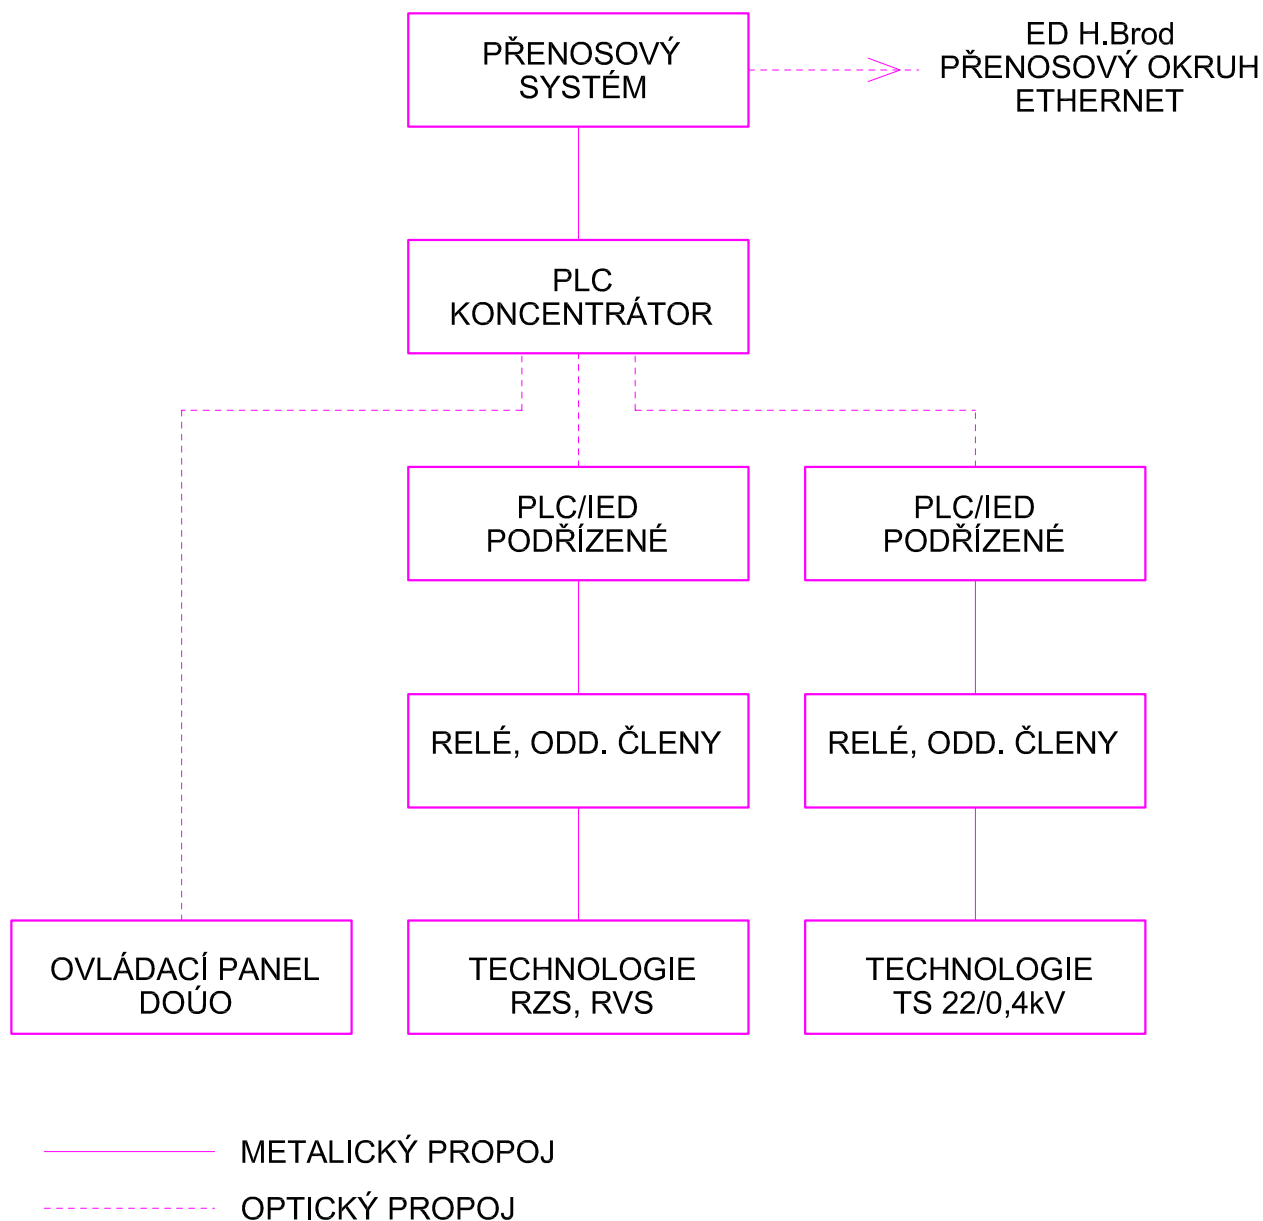 PŘENOSOVÝ
SYSTÉM
ED H.Brod
PŘENOSOVÝ OKRUH
ETHERNET
PLC
KONCENTRÁTOR
PLC/IED
PODŘÍZENÉ
PLC/IED
PODŘÍZENÉ
RELÉ, ODD. ČLENY
RELÉ, ODD. ČLENY
OVLÁDACÍ PANEL
DOÚO
TECHNOLOGIE
RZS, RVS
TECHNOLOGIE
TS 22/0,4kV
METALICKÝ PROPOJ
OPTICKÝ PROPOJ